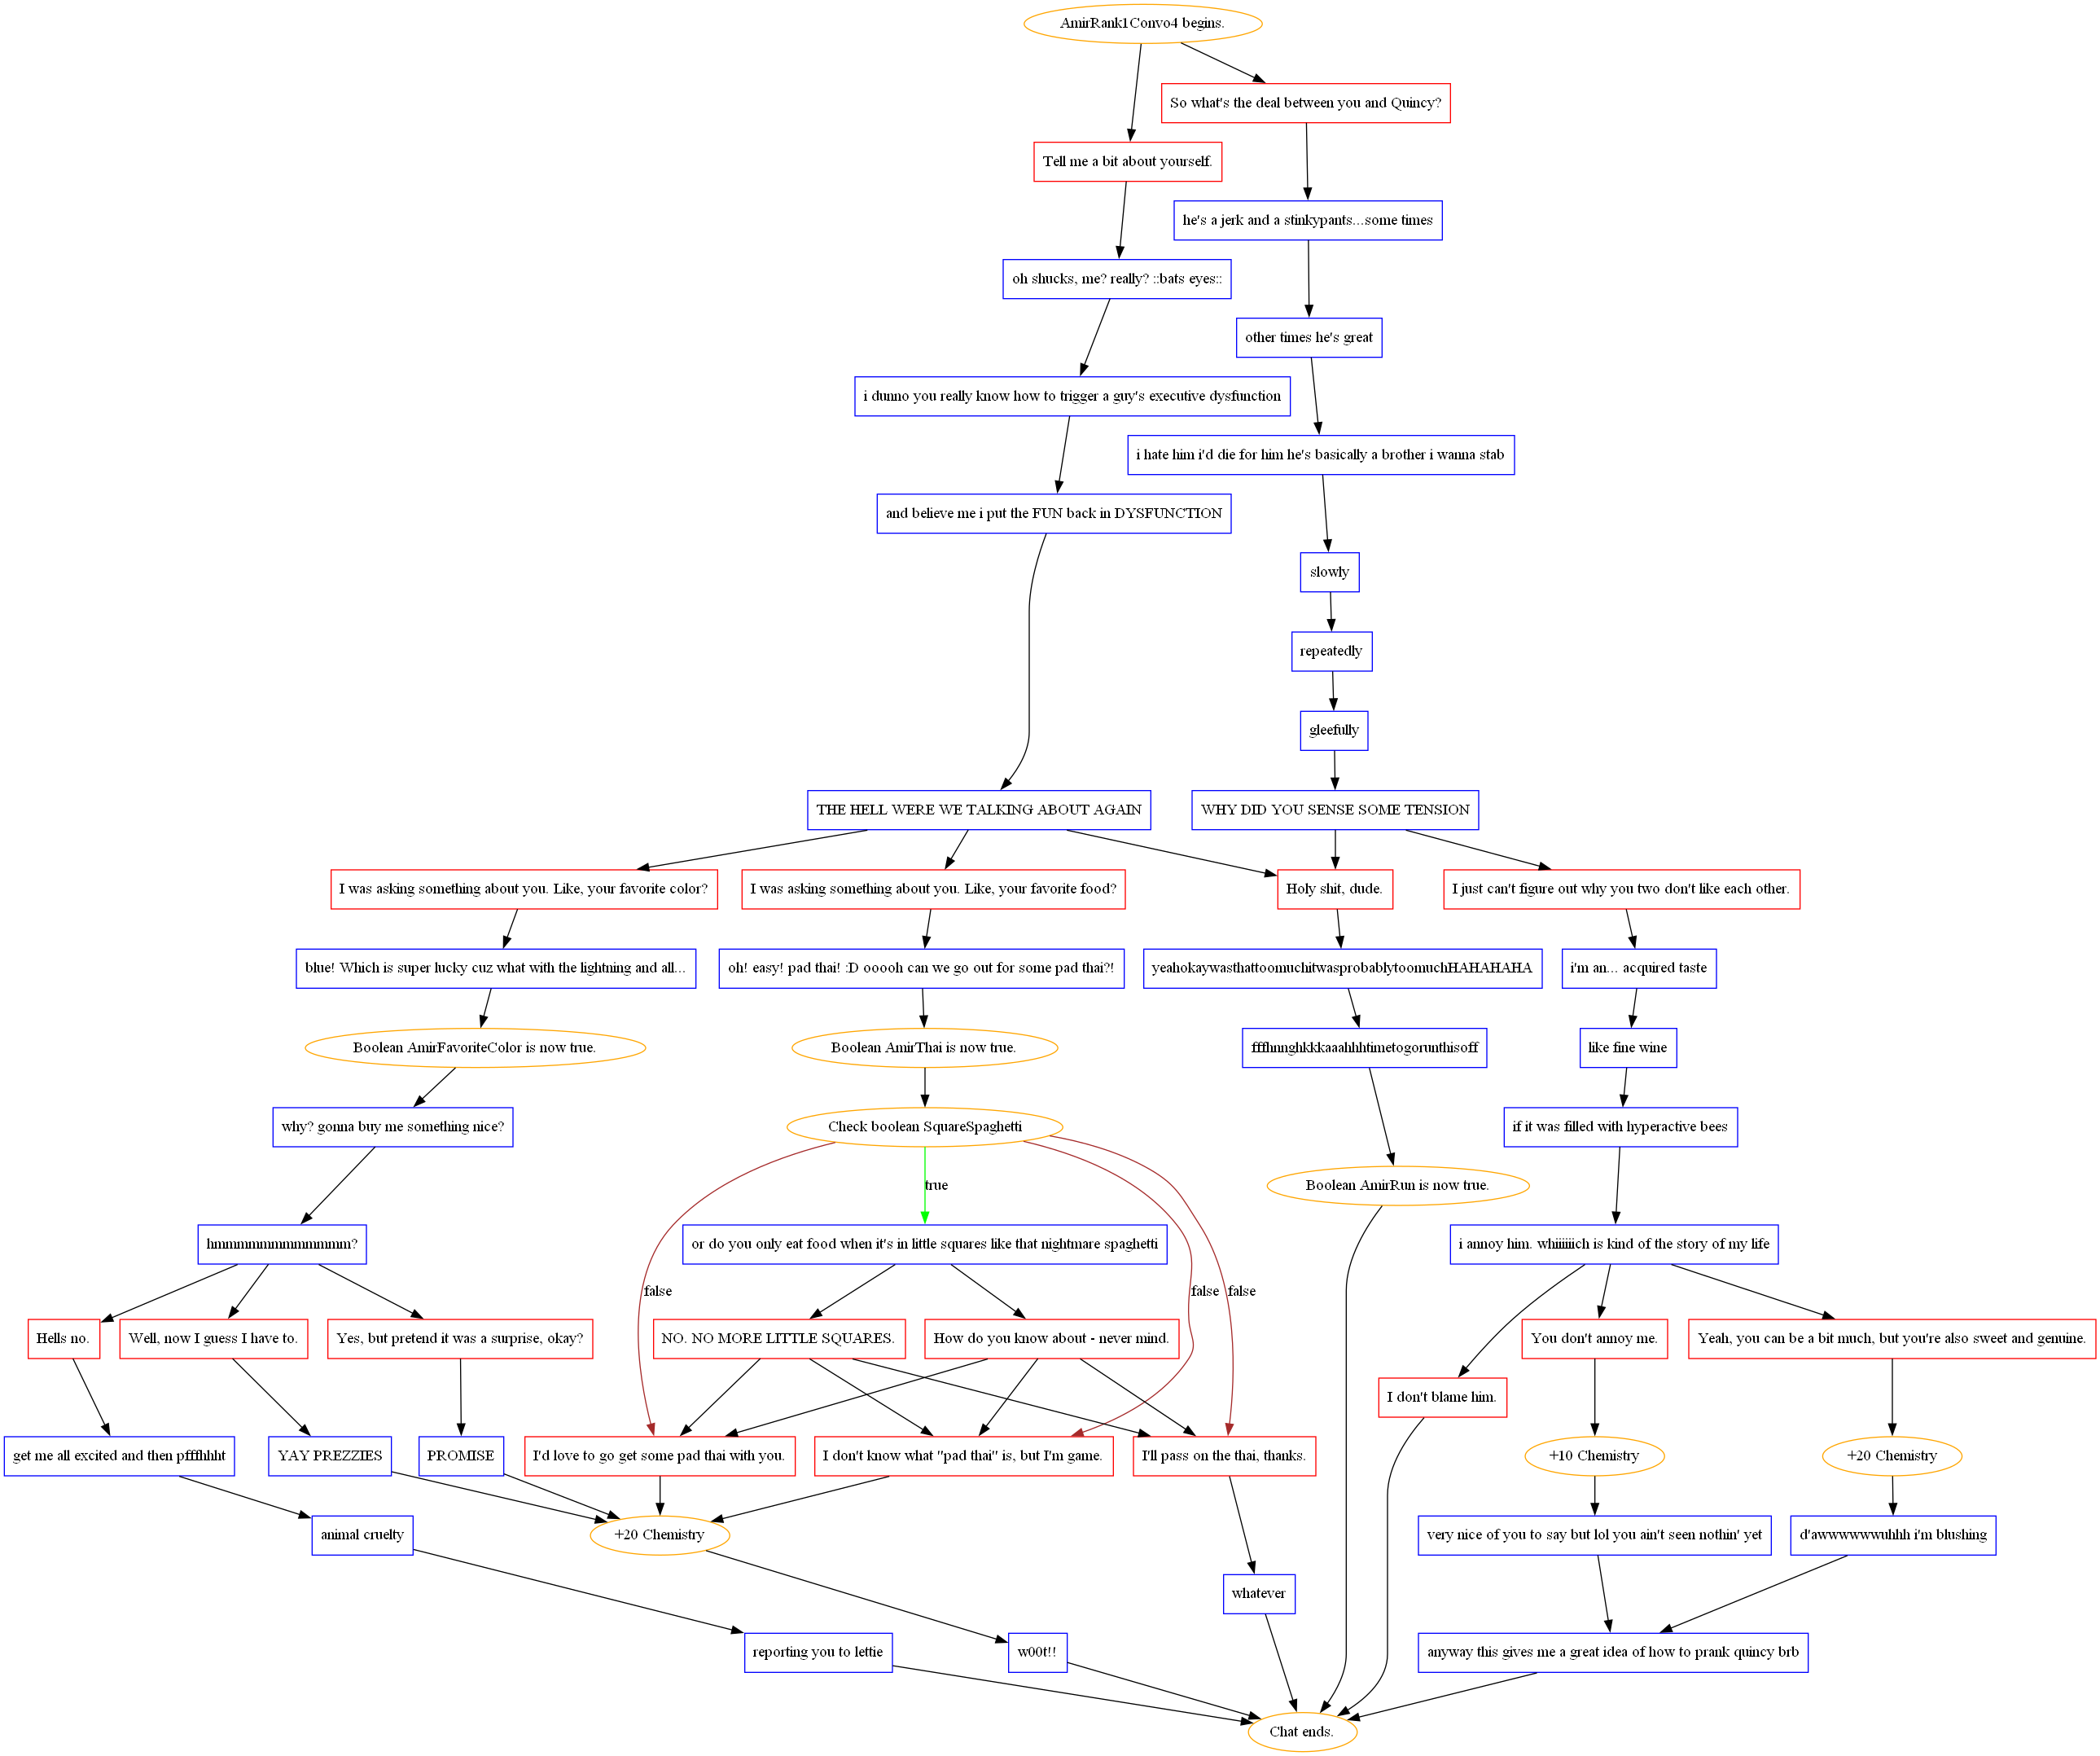 AmirRank1Convo4 begins.
So what's the deal between you and Quincy?
Tell me a bit about yourself.
he's a jerk and a stinkypants...some times
oh shucks, me? really? ::bats eyes::
other times he's great
i dunno you really know how to trigger a guy's executive dysfunction
i hate him i'd die for him he's basically a brother i wanna stab
and believe me i put the FUN back in DYSFUNCTION
slowly
repeatedly
gleefully
THE HELL WERE WE TALKING ABOUT AGAIN
WHY DID YOU SENSE SOME TENSION
I was asking something about you. Like, your favorite color?
I was asking something about you. Like, your favorite food?
Holy shit, dude.
I just can't figure out why you two don't like each other.
blue! Which is super lucky cuz what with the lightning and all...
oh! easy! pad thai! :D ooooh can we go out for some pad thai?!
yeahokaywasthattoomuchitwasprobablytoomuchHAHAHAHA
i'm an... acquired taste
Boolean AmirFavoriteColor is now true.
Boolean AmirThai is now true.
fffhnnghkkkaaahhhtimetogorunthisoff
like fine wine
why? gonna buy me something nice?
Check boolean SquareSpaghetti
if it was filled with hyperactive bees
true
Boolean AmirRun is now true.
hmmmmmmmmmmmm?
or do you only eat food when it's in little squares like that nightmare spaghetti
i annoy him. whiiiiiich is kind of the story of my life
false
false
false
Hells no.
Well, now I guess I have to.
Yes, but pretend it was a surprise, okay?
NO. NO MORE LITTLE SQUARES.
How do you know about - never mind.
You don't annoy me.
Yeah, you can be a bit much, but you're also sweet and genuine.
I don't blame him.
get me all excited and then pfffhhht
YAY PREZZIES
PROMISE
I'd love to go get some pad thai with you.
I don't know what "pad thai" is, but I'm game.
I'll pass on the thai, thanks.
+10 Chemistry
+20 Chemistry
animal cruelty
+20 Chemistry
very nice of you to say but lol you ain't seen nothin' yet
d'awwwwwwuhhh i'm blushing
whatever
reporting you to lettie
w00t!!
anyway this gives me a great idea of how to prank quincy brb
Chat ends.